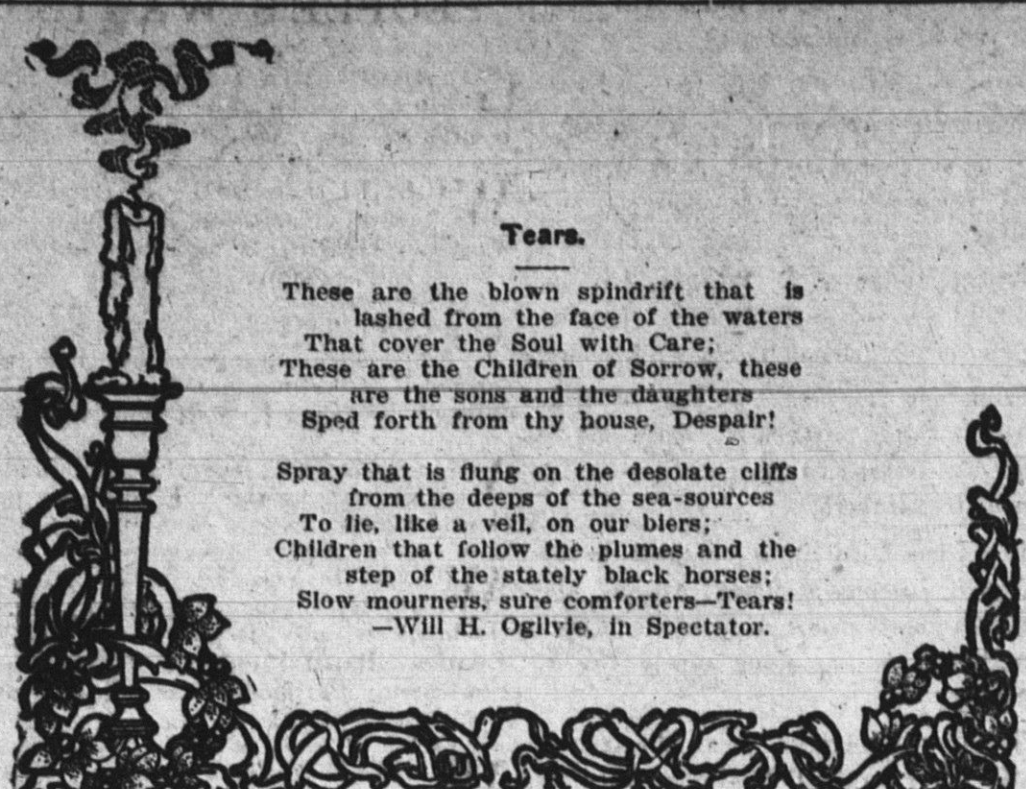 Tears.
These are the blown spindrift that is
lashed from the face of the waters
That cover the Soul with Care;
These are the Children of Sorrow, these
are the sons and the daughters
Sped forth from thy house, Despair!
Spray that is flung on the desolate cliffs
from the deeps of the sea-sources
To lie, like a veil, on our biers;
Children that follow the plumes and the
step of the stately black horses;
Slow mourners, sure comforters—Tears!
—Will H. Ogilvie, in Spectator.